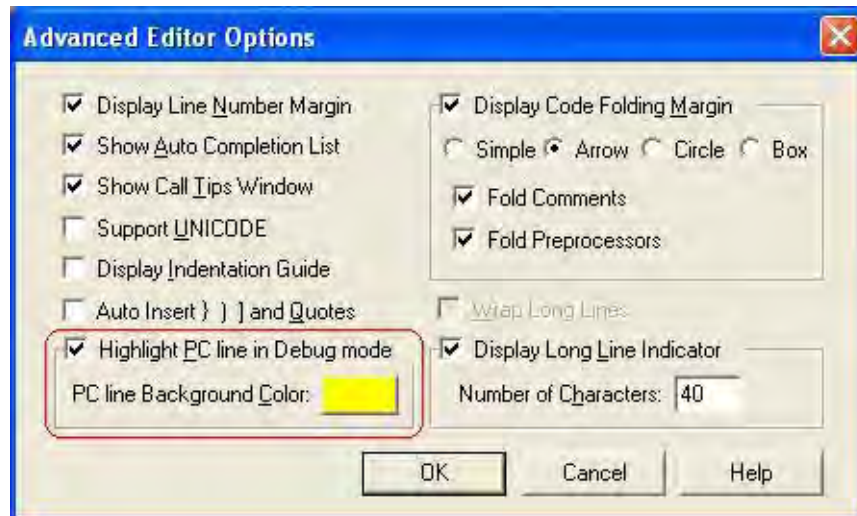 Advanced Editor Options
Display Line Number Margin
Show Auto Completion List
Show Call Tips Window
Support UNICODE
Display Indentation Guide
Auto Insert } ) ] and Quotes
Highlight PC line in Debug mode
PC line Background Color:
Display Code Folding Margin
Simple Arrow Circle Box
Fold Comments
Fold Preprocessors
Wrap Long Lines
Display Long Line Indicator
Number of Characters: 40
OK Cancel Help